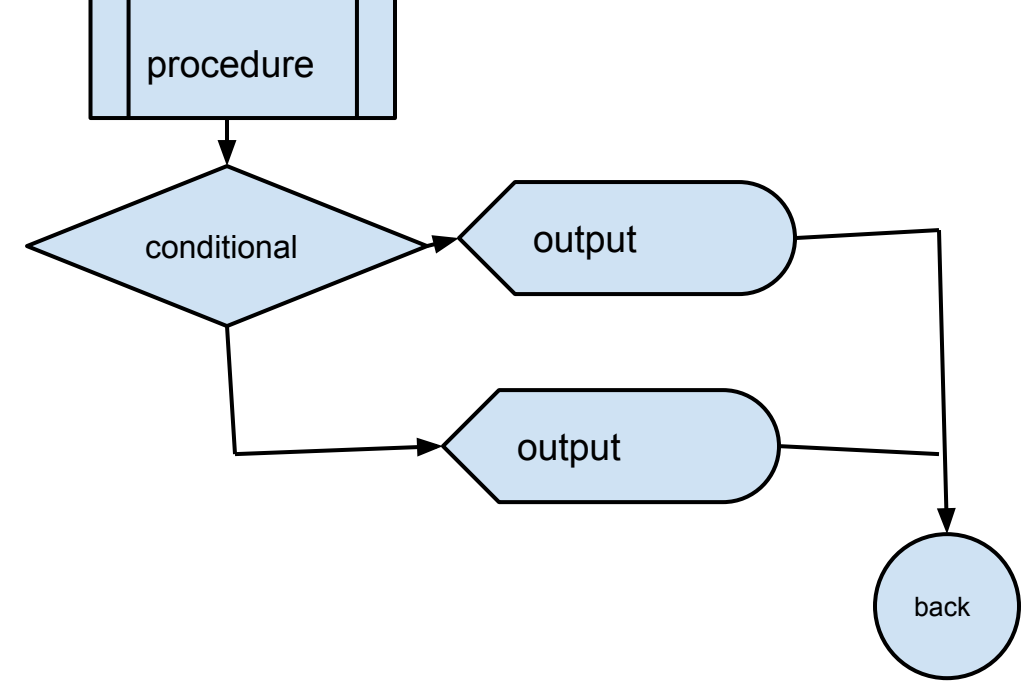 procedure
conditional
output
output
back